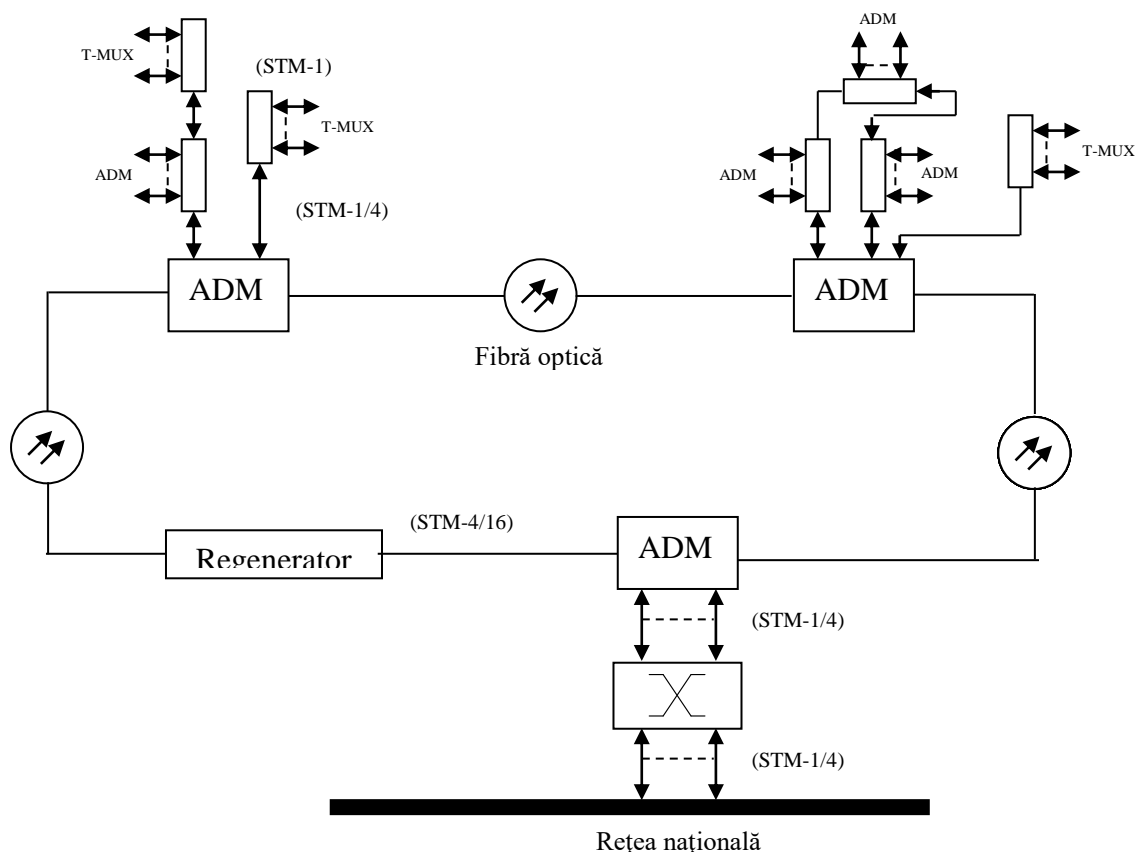 ADM
T-MUX
(STM-1)
T-MUX
T-MUX
ADM
ADM
ADM
(STM-1/4)
ADM
ADM
Fibră optică
(STM-4/16)
Regenerator
ADM
(STM-1/4)
(STM-1/4)
Rețea națională